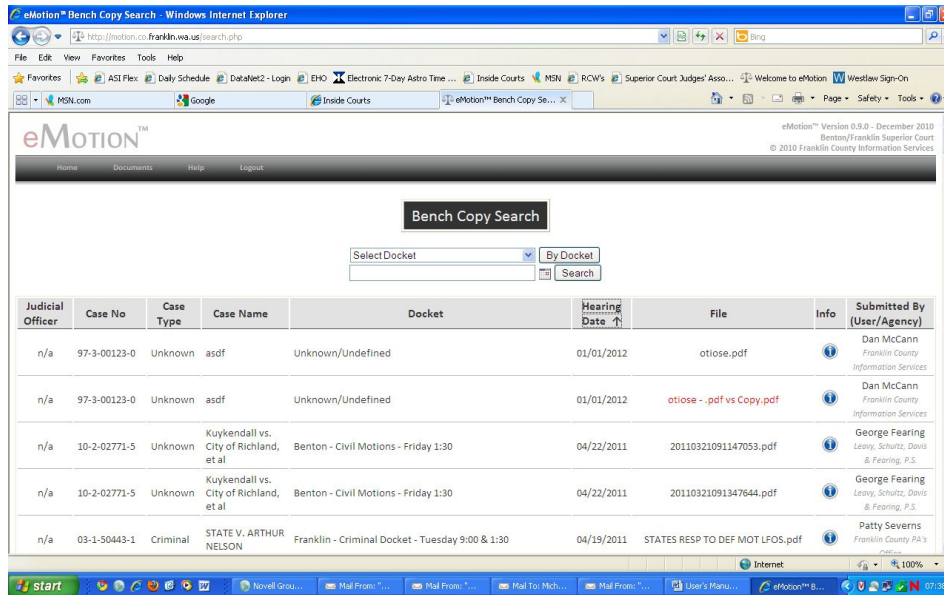 eMotion™ Bench Copy Search - Windows Internet Explorer
http://motion.co.franklin.wa.us/search.php
Bing
File Edit View Favorites Tools Help
Favorites ASI Flex Daily Schedule DataNet2 - Login EHO Electronic 7-Day Astro Time ... Inside Courts MSN RCW's Superior Court Judges' Asso... Welcome to eMotion Westlaw Sign-On
MSN.com Google Inside Courts eMotion™ Bench Copy Se... X Page Safety Tools
eMotion™
eMotion™ Version 0.9.0 - December 2010
Benton/Franklin Superior Court
© 2010 Franklin County Information Services
Home Documents Help Logout
Bench Copy Search
Select Docket By Docket
Search
Judicial Officer Case No Case Type Case Name Docket Hearing Date ↑ File Info Submitted By (User/Agency)
n/a 97-3-00123-0 Unknown asdf Unknown/Undefined 01/01/2012 otiose.pdf Dan McCann
Franklin County
Information Services
n/a 97-3-00123-0 Unknown asdf Unknown/Undefined 01/01/2012 otiose - .pdf vs Copy.pdf Dan McCann
Franklin County
Information Services
n/a 10-2-02771-5 Unknown Kuykendall vs. City of Richland, et al Benton - Civil Motions - Friday 1:30 04/22/2011 20110321091147053.pdf George Fearing
Leavy, Schultz, Davis
& Fearing, P.S.
n/a 10-2-02771-5 Unknown Kuykendall vs. City of Richland, et al Benton - Civil Motions - Friday 1:30 04/22/2011 20110321091347644.pdf George Fearing
Leavy, Schultz, Davis
& Fearing, P.S.
n/a 03-1-50443-1 Criminal STATE V. ARTHUR NELSON Franklin - Criminal Docket - Tuesday 9:00 & 1:30 04/19/2011 STATES RESP TO DEF MOT LFOS.pdf Patty Severns
Franklin County PA's
Office
Internet 100%
start Novell Grou... Mail From: "... Mail From: "... Mail To: Mich... Mail From: "... User's Manu... eMotion™ B... 07:38